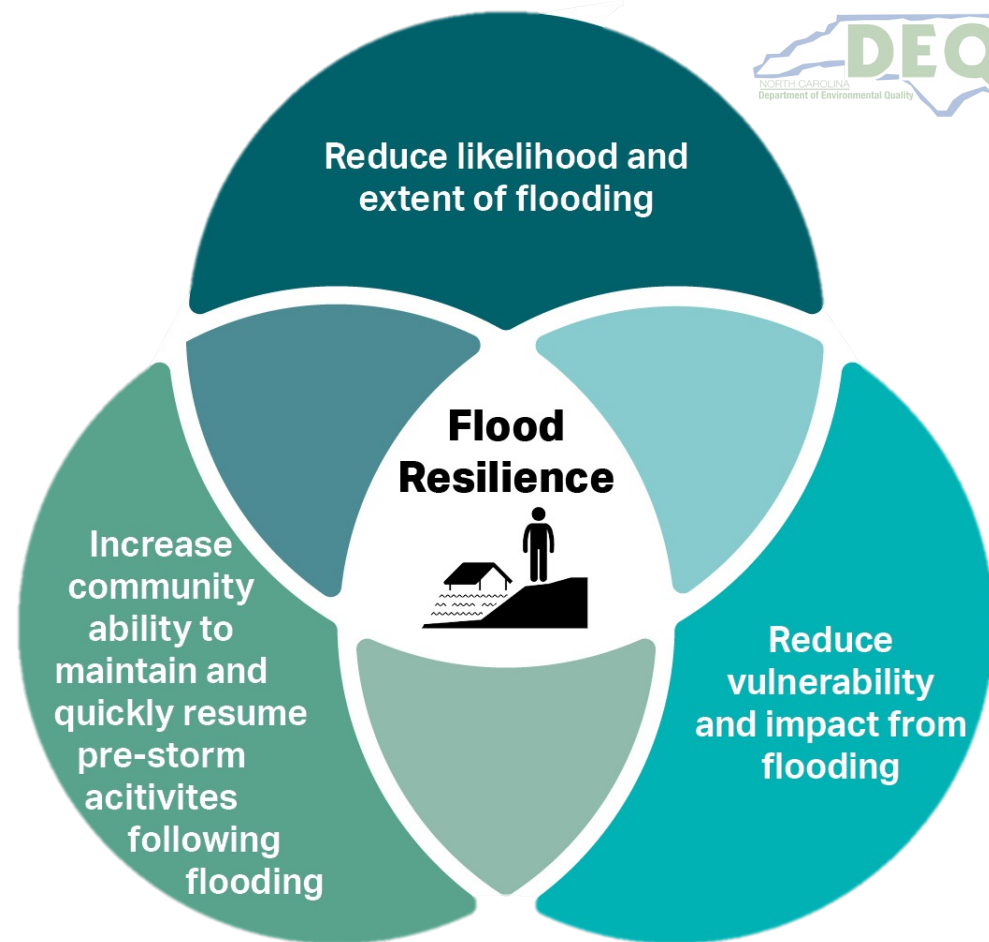 DEQ
NORTH CAROLINA
Department of Environmental Quality
Reduce likelihood and
extent of flooding
Flood
Resilience
Increase
community
ability to
maintain and
quickly resume
pre-storm
acitivites
following
flooding
Reduce
vulnerability
and impact from
flooding